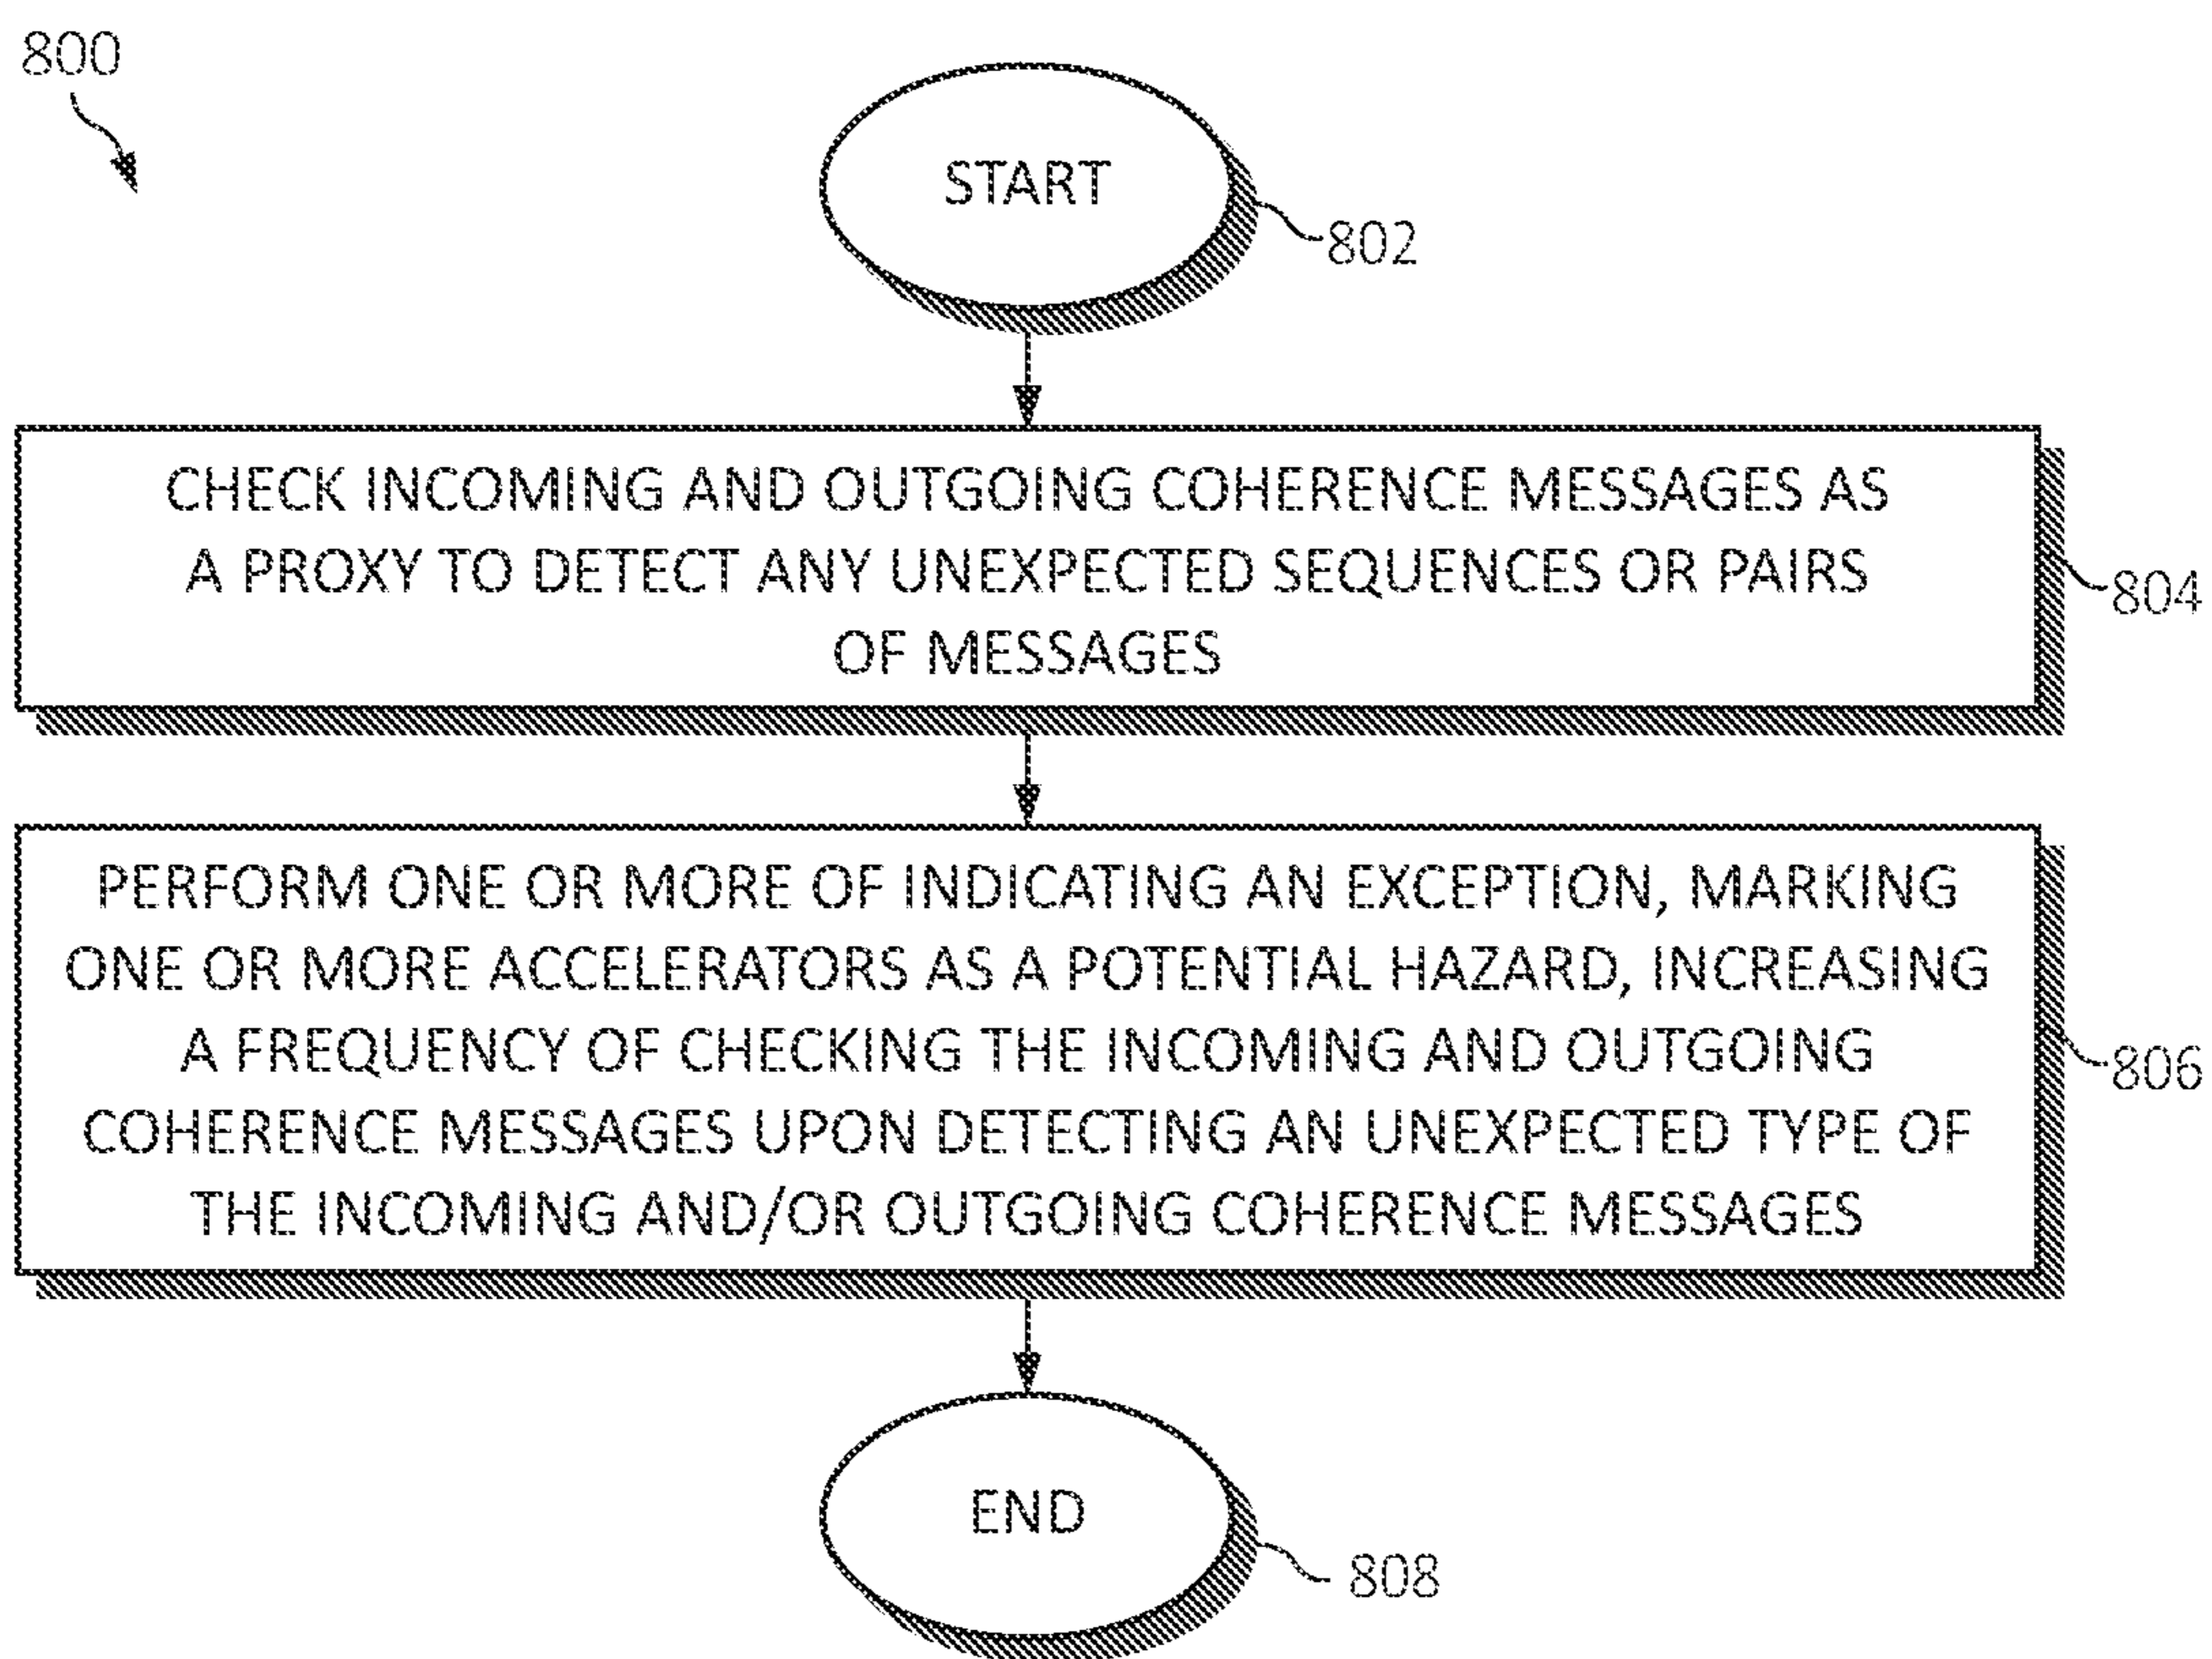 800
START
802
CHECK INCOMING AND OUTGOING COHERENCE MESSAGES AS
A PROXY TO DETECT ANY UNEXPECTED SEQUENCES OR PAIRS
OF MESSAGES
804
PERFORM ONE OR MORE OF INDICATING AN EXCEPTION, MARKING
ONE OR MORE ACCELERATORS AS A POTENTIAL HAZARD, INCREASING
A FREQUENCY OF CHECKING THE INCOMING AND OUTGOING
COHERENCE MESSAGES UPON DETECTING AN UNEXPECTED TYPE OF
THE INCOMING AND/OR OUTGOING COHERENCE MESSAGES
806
END
808